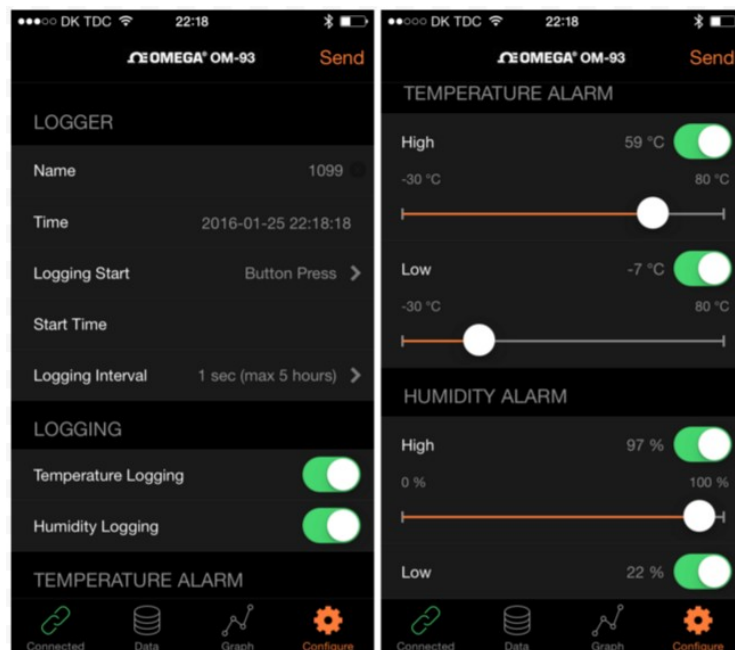 DK TDC 22:18
OMEGA® OM-93 Send
LOGGER
Name 1099
Time 2016-01-25 22:18:18
Logging Start Button Press
Start Time
Logging Interval 1 sec (max 5 hours)
LOGGING
Temperature Logging
Humidity Logging
TEMPERATURE ALARM
Connected Data Graph Configure
DK TDC 22:18
OMEGA® OM-93 Send
TEMPERATURE ALARM
High 59 °C
-30 °C 80 °C
Low -7 °C
-30 °C 80 °C
HUMIDITY ALARM
High 97 %
0 % 100 %
Low 22 %
Connected Data Graph Configure